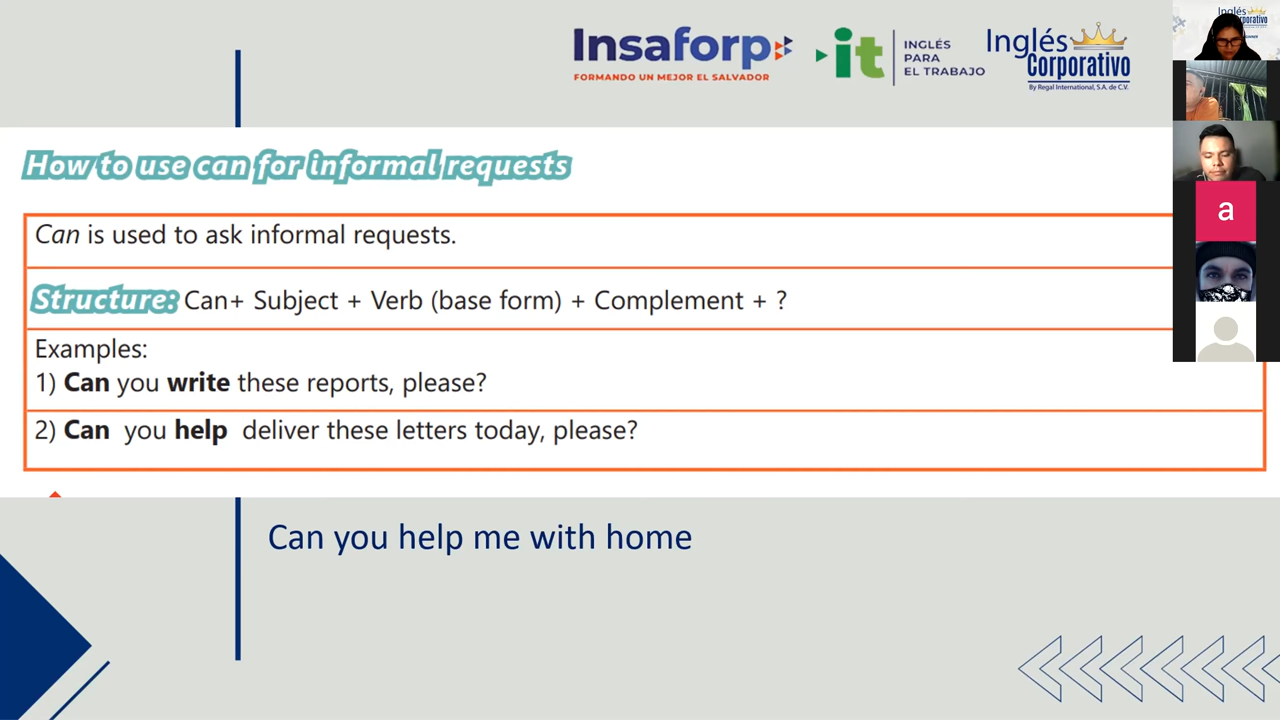 Insaforp
FORMANDO UN MEJOR EL SALVADOR
it
INGLÉS
PARA
EL TRABAJO
Inglés
Corporativo
By Regal International, S.A. de C.V.
How to use can for informal requests
Can is used to ask informal requests.
Structure: Can+ Subject + Verb (base form) + Complement + ?
Examples:
1) Can you write these reports, please?
2) Can you help deliver these letters today, please?
Can you help me with home
a